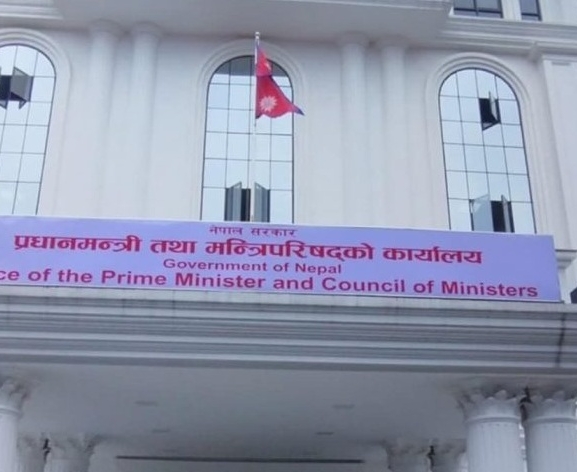 नेपाल सरकार
प्रधानमन्त्री तथा मन्त्रिपरिषद्को कार्यालय
Government of Nepal
of the Prime Minister and Council of Ministers